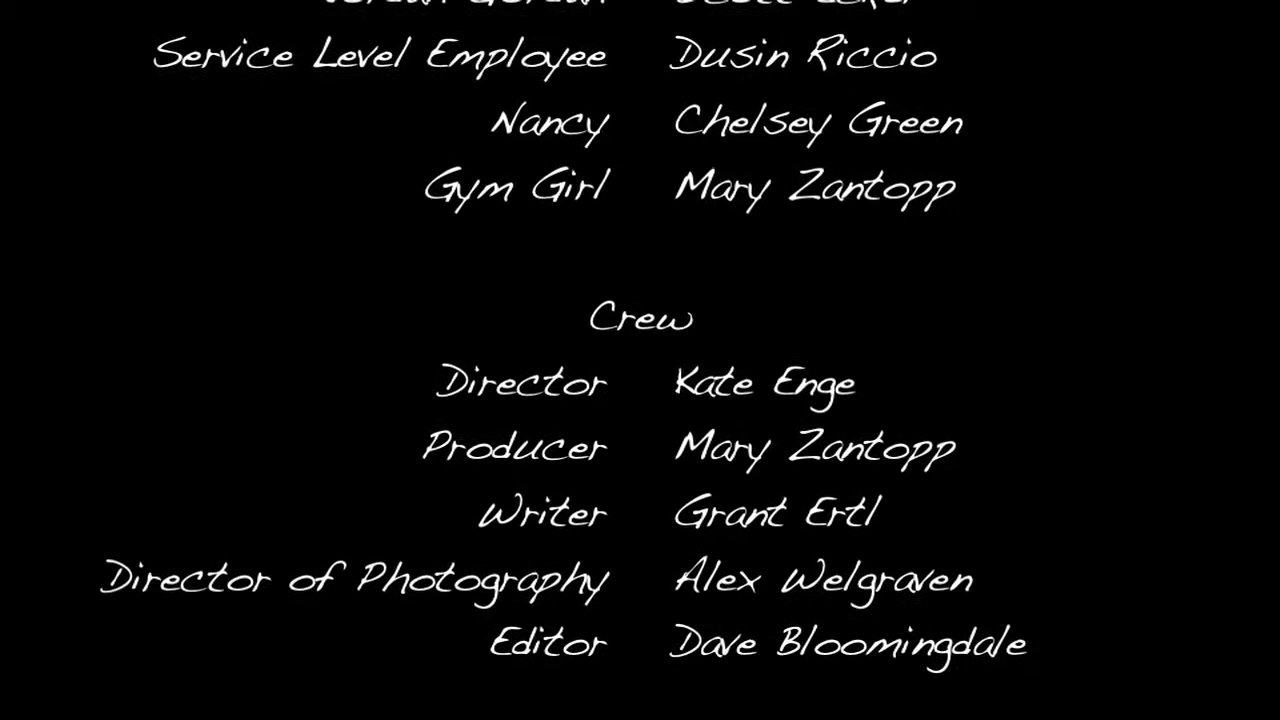 Service Level Employee Dusin Riccio
Nancy Chelsey Green
Gym Girl Mary Zantopp
Crew
Director Kate Enge
Producer Mary Zantopp
Writer Grant Ertl
Director of Photography Alex Welgraven
Editor Dave Bloomingdale